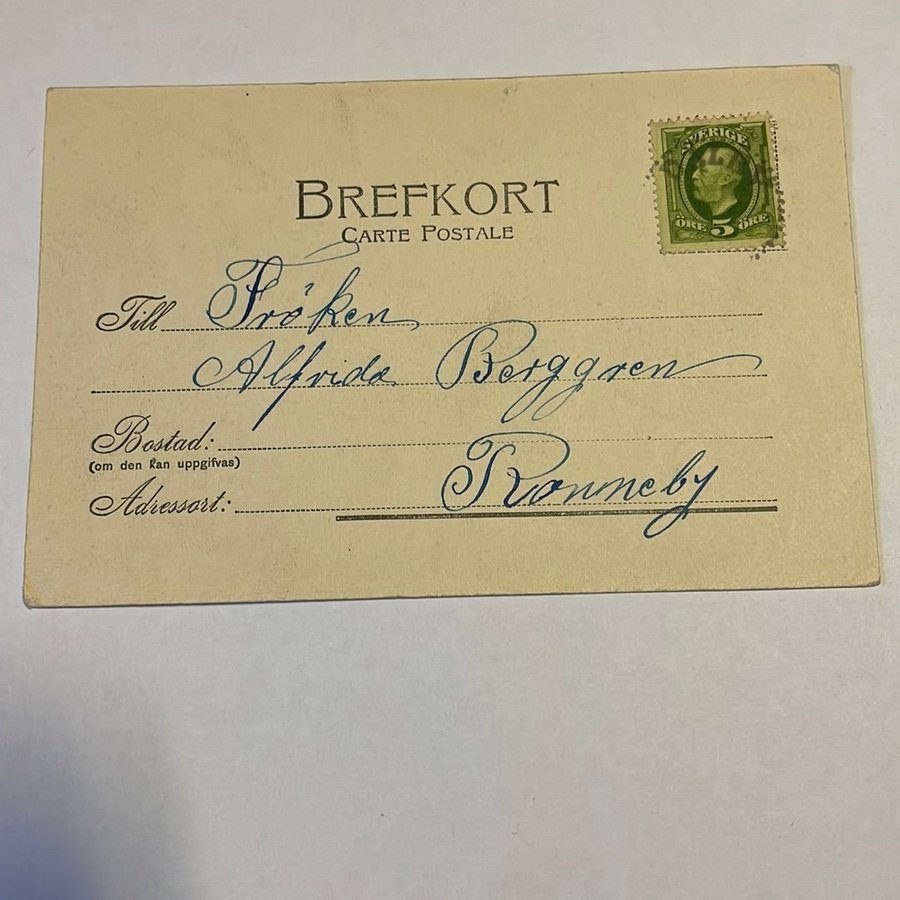 BREFKORT
CARTE POSTALE
SVERIGE
ÖRE 5 ÖRE
Till Fröken
Alfrida Berggren
Bostad:
(om den kan uppgifvas)
Adressort: Ronneby